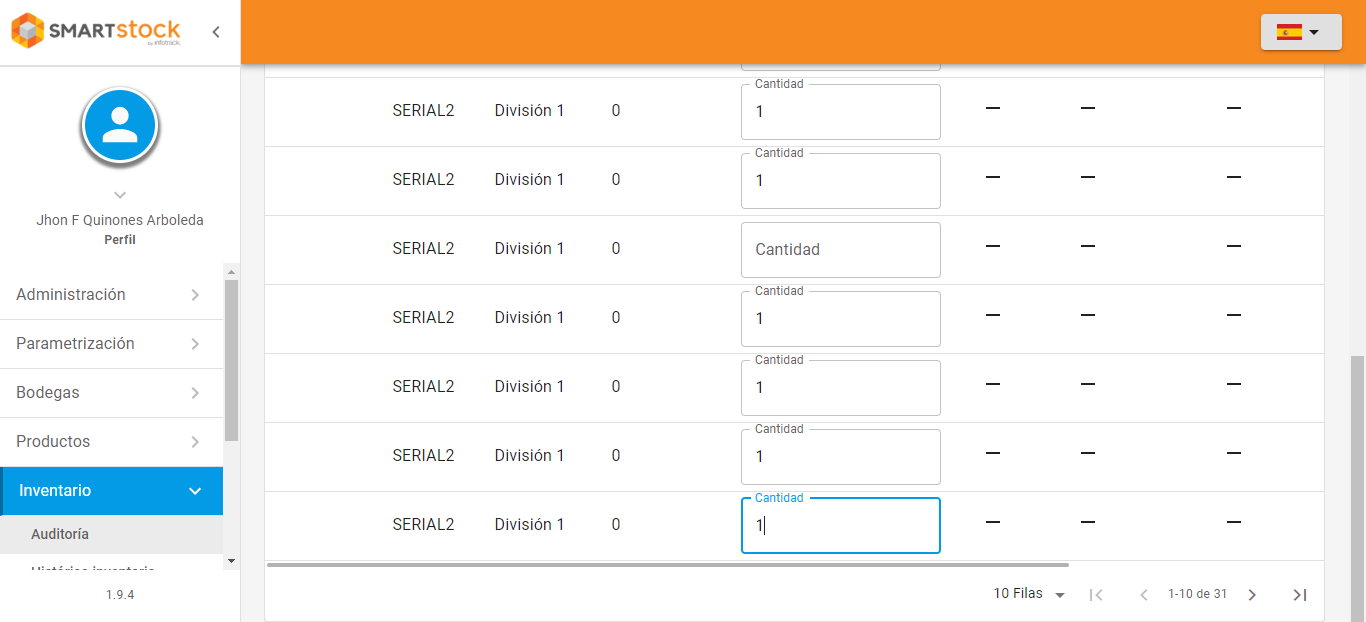 SMARTstock
by infotrack.
Jhon F Quinones Arboleda
Perfíl
Administración
Parametrización
Bodegas
Productos
Inventario
Auditoría
Histórico inventario
1.9.4
Cantidad
SERIAL2 División 1 0 1 — — —
Cantidad
SERIAL2 División 1 0 1 — — —
SERIAL2 División 1 0 Cantidad — — —
Cantidad
SERIAL2 División 1 0 1 — — —
Cantidad
SERIAL2 División 1 0 1 — — —
Cantidad
SERIAL2 División 1 0 1 — — —
Cantidad
SERIAL2 División 1 0 1 — — —
10 Filas 1-10 de 31